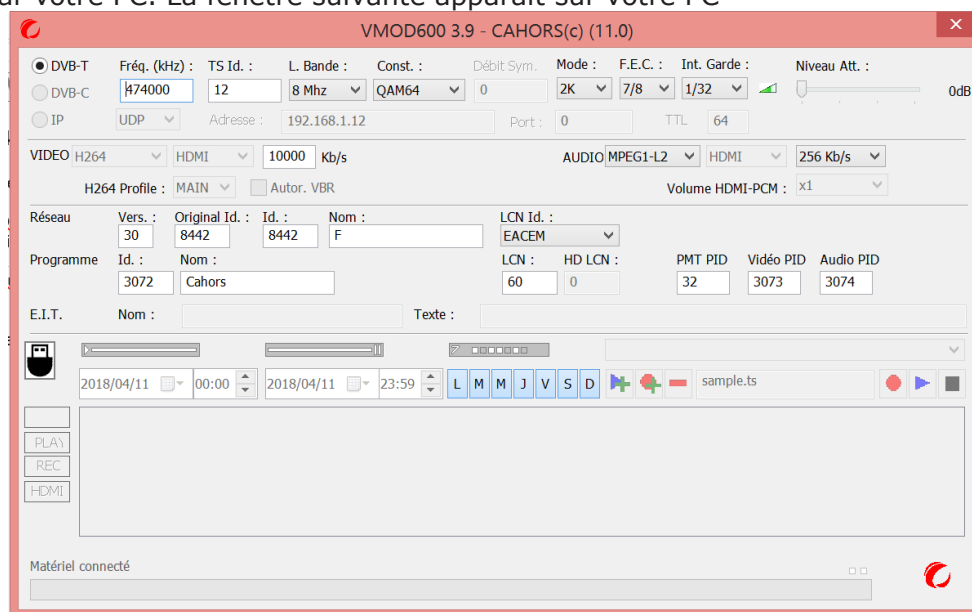 ur votre PC. La fenêtre suivante apparaît sur votre PC
VMOD600 3.9 - CAHORS(c) (11.0)
DVB-T Fréq. (kHz) : TS Id. : L. Bande : Const. : Débit Sym. Mode : F.E.C. : Int. Garde : Niveau Att. :
DVB-C 474000 12 8 Mhz QAM64 0 2K 7/8 1/32 0dB
IP UDP Adresse : 192.168.1.12 Port : 0 TTL 64
VIDEO H264 HDMI 10000 Kb/s AUDIO MPEG1-L2 HDMI 256 Kb/s
H264 Profile : MAIN Autor. VBR Volume HDMI-PCM : x1
Réseau Vers. : Original Id. : Id. : Nom : LCN Id. :
30 8442 8442 F EACEM
Programme Id. : Nom : LCN : HD LCN : PMT PID Vidéo PID Audio PID
3072 Cahors 60 0 32 3073 3074
E.I.T. Nom : Texte :
2018/04/11 00:00 2018/04/11 23:59 L M M J V S D sample.ts
PLAY
REC
HDMI
Matériel connecté